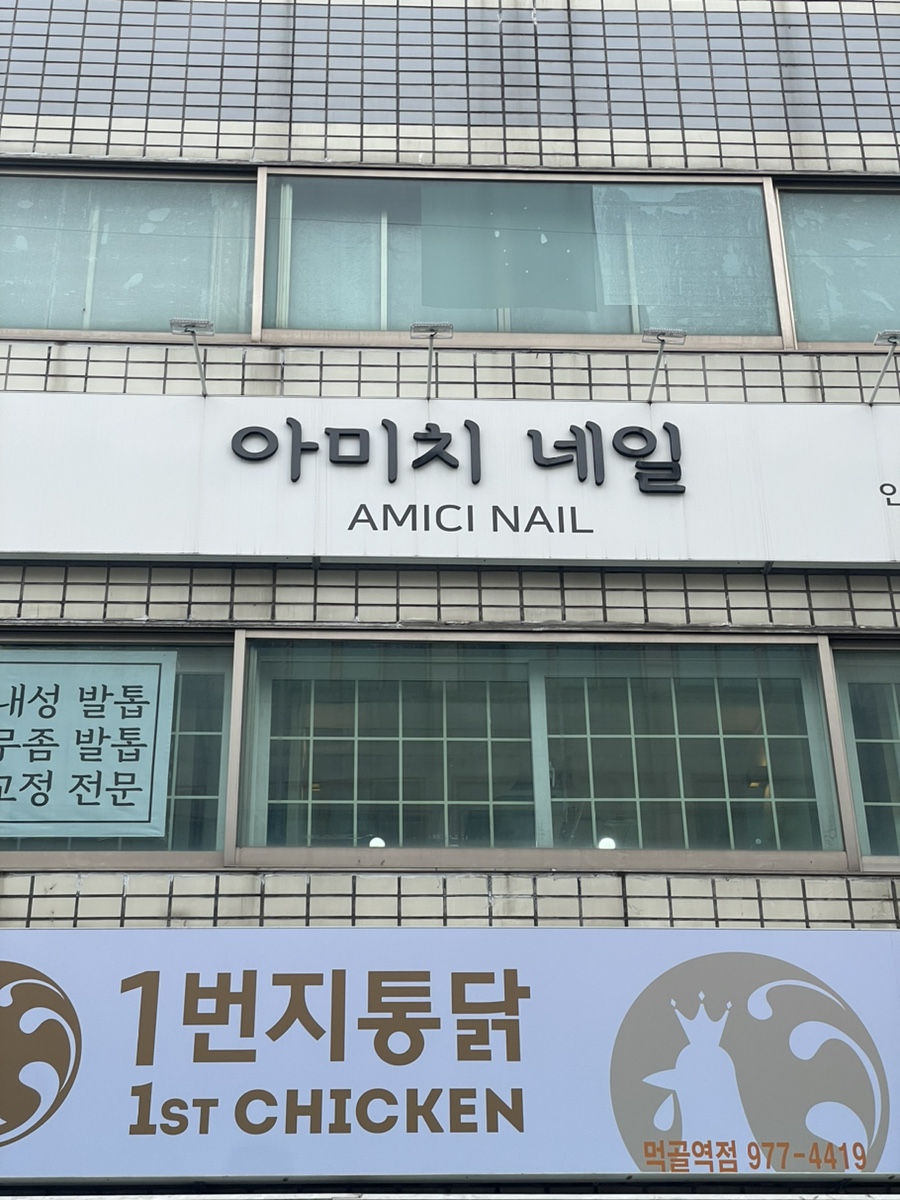 아미치 네일
AMICI NAIL
내성 발톱
무좀 발톱
교정 전문
1번지통닭
1ST CHICKEN
먹골역점 977-4419